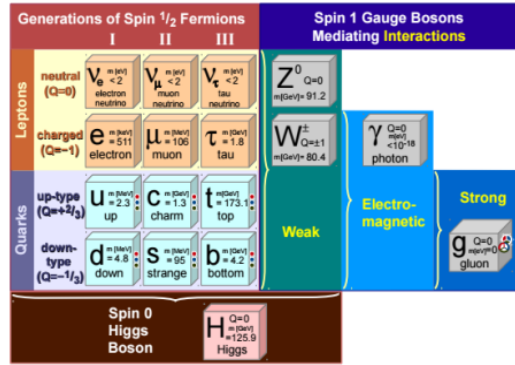 Generations of Spin 1/2 Fermions
I II III
Spin 1 Gauge Bosons
Mediating Interactions
Leptons
neutral
(Q=0)
νe m[eV] <2
electron
neutrino
νμ m[eV] <2
muon
neutrino
ντ m[eV] <2
tau
neutrino
Z0 Q=0
m[GeV]=91.2
charged
(Q=-1)
e m[keV] =511
electron
μ m[MeV] =106
muon
τ m[GeV] =1.8
tau
W± Q=±1
m[GeV]=80.4
γ Q=0
m[eV]
<10-18
photon
Quarks
up-type
(Q=+2/3)
u m[MeV] =2.3
up
c m[GeV] =1.3
charm
t m[GeV] =173.1
top
down-
type
(Q=-1/3)
d m[MeV] =4.8
down
s m[MeV] =95
strange
b m[GeV] =4.2
bottom
Weak
Electro-
magnetic
Strong
g Q=0
m[eV]=0
gluon
Spin 0
Higgs
Boson
H Q=0
m[GeV]
=125.9
Higgs